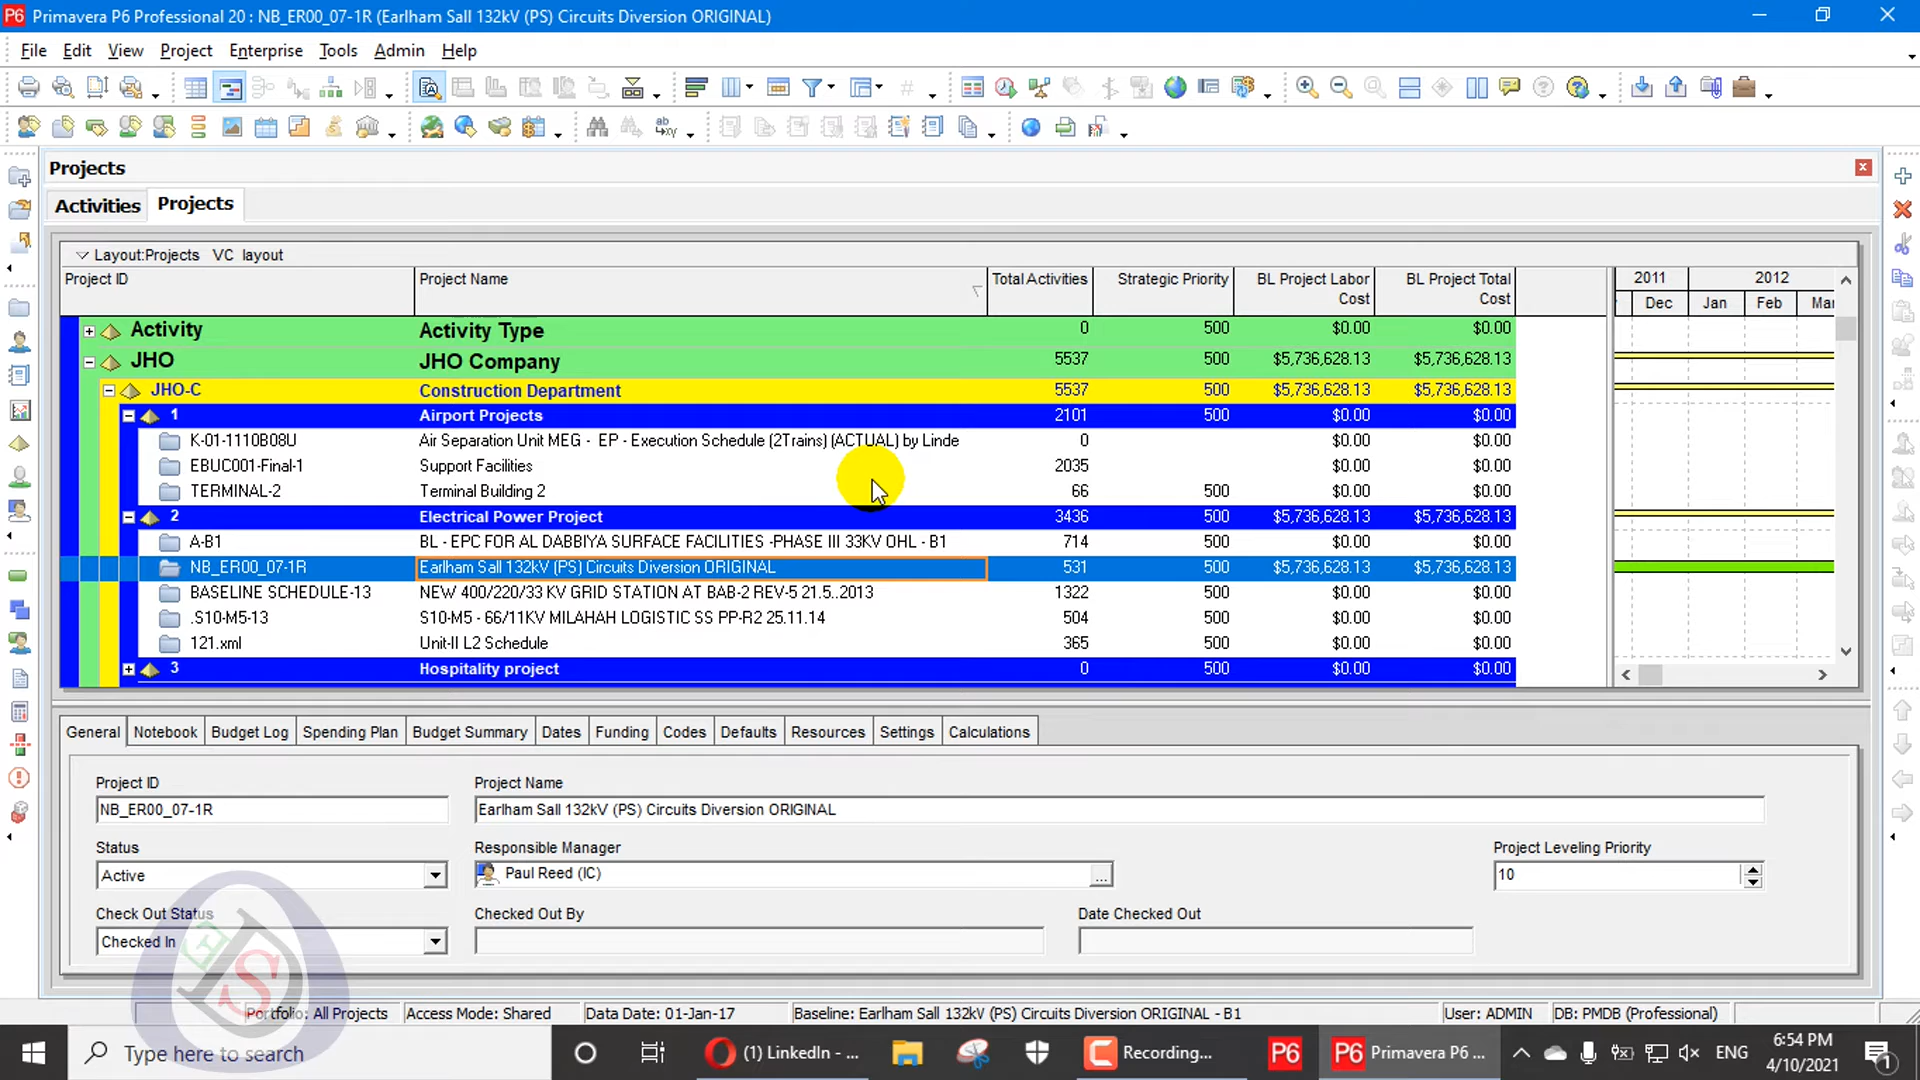 P6 Primavera P6 Professional 20 : NB_ER00_07-1R (Earlham Sall 132kV (PS) Circuits Diversion ORIGINAL)
File Edit View Project Enterprise Tools Admin Help
Projects
Activities Projects
Layout:Projects VC layout
Project ID Project Name Total Activities Strategic Priority BL Project Labor Cost BL Project Total Cost 2011 2012
Dec Jan Feb Mar
Activity Activity Type 0 500 $0.00 $0.00
JHO JHO Company 5537 500 $5,736,628.13 $5,736,628.13
JHO-C Construction Department 5537 500 $5,736,628.13 $5,736,628.13
1 Airport Projects 2101 500 $0.00 $0.00
K-01-1110B08U Air Separation Unit MEG - EP - Execution Schedule (2Trains) (ACTUAL) by Linde 0 $0.00 $0.00
EBUC001-Final-1 Support Facilities 2035 $0.00 $0.00
TERMINAL-2 Terminal Building 2 66 500 $0.00 $0.00
2 Electrical Power Project 3436 500 $5,736,628.13 $5,736,628.13
A-B1 BL - EPC FOR AL DABBIYA SURFACE FACILITIES -PHASE III 33KV OHL - B1 714 500 $0.00 $0.00
NB_ER00_07-1R Earlham Sall 132kV (PS) Circuits Diversion ORIGINAL 531 500 $5,736,628.13 $5,736,628.13
BASELINE SCHEDULE-13 NEW 400/220/33 KV GRID STATION AT BAB-2 REV-5 21.5..2013 1322 500 $0.00 $0.00
.S10-M5-13 S10-M5 - 66/11KV MILAHAH LOGISTIC SS PP-R2 25.11.14 504 500 $0.00 $0.00
121.xml Unit-II L2 Schedule 365 500 $0.00 $0.00
3 Hospitality project 0 500 $0.00 $0.00
General Notebook Budget Log Spending Plan Budget Summary Dates Funding Codes Defaults Resources Settings Calculations
Project ID Project Name
NB_ER00_07-1R Earlham Sall 132kV (PS) Circuits Diversion ORIGINAL
Status Responsible Manager Project Leveling Priority
Active Paul Reed (IC) ... 10
Check Out Status Checked Out By Date Checked Out
Checked In
EDS
Portfolio: All Projects Access Mode: Shared Data Date: 01-Jan-17 Baseline: Earlham Sall 132kV (PS) Circuits Diversion ORIGINAL - B1 User: ADMIN DB: PMDB (Professional)
Type here to search (1) LinkedIn - ... Recording... P6 P6 Primavera P6 ... ENG 6:54 PM
4/10/2021 1